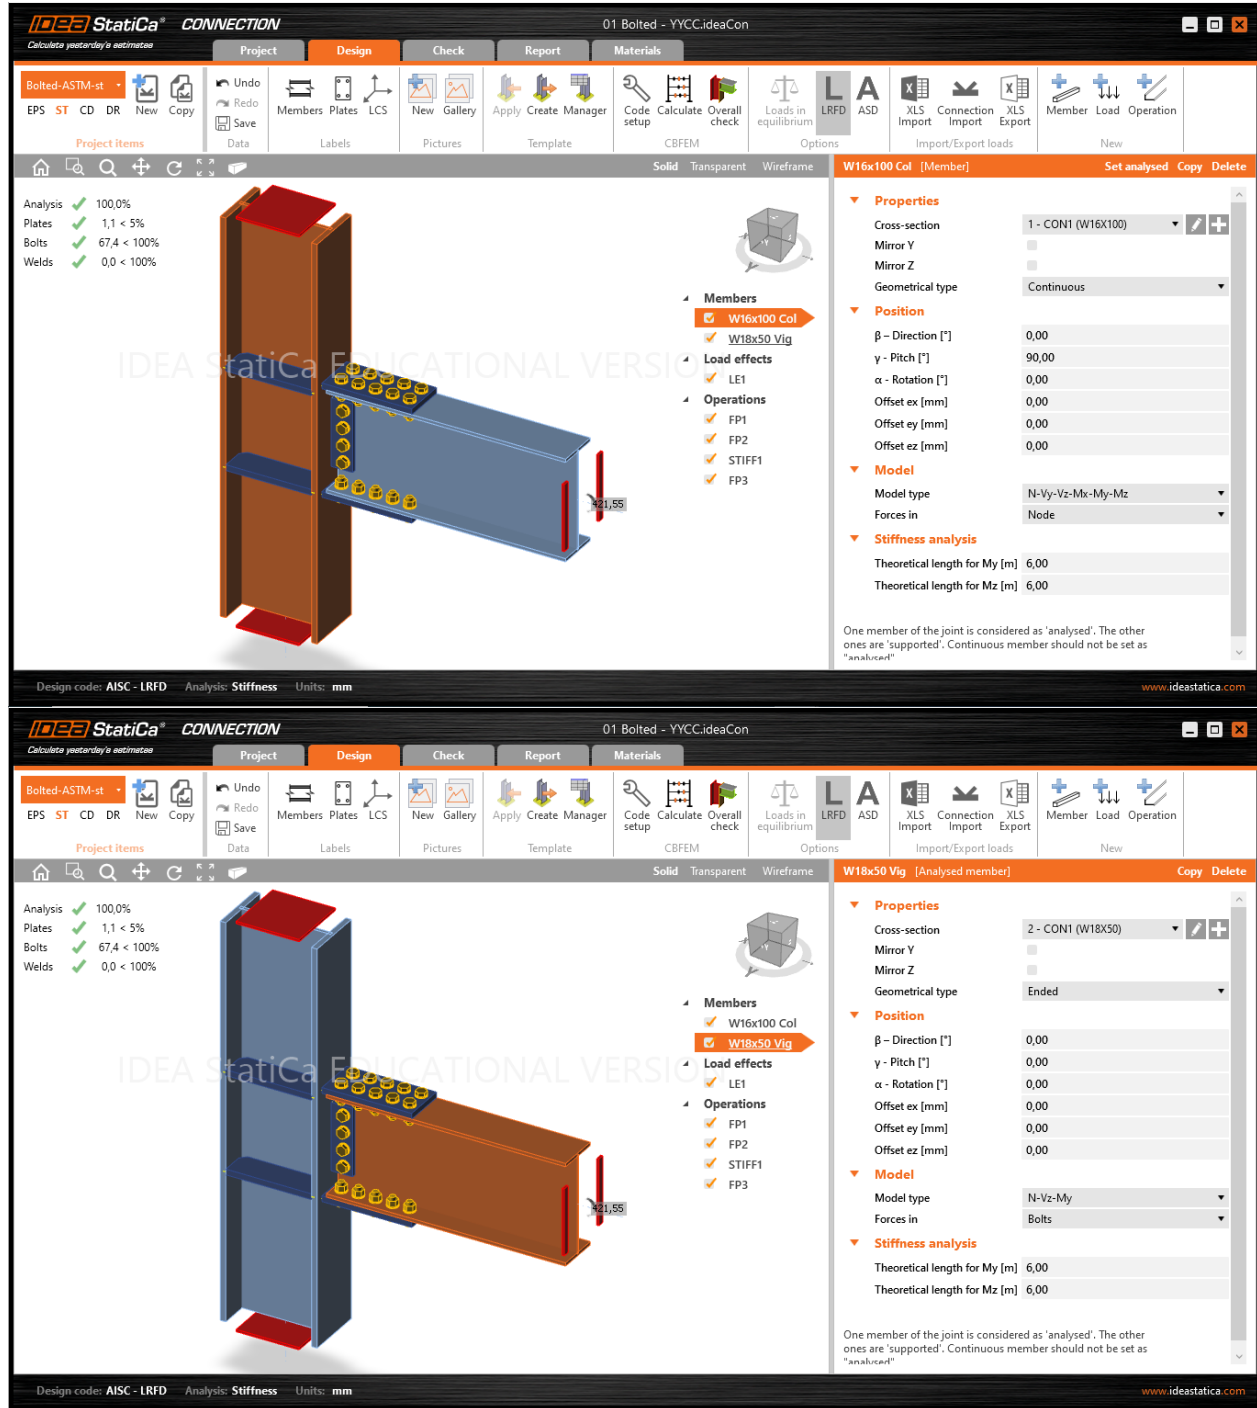 IDEA StatiCa® CONNECTION
01 Bolted - YYCC.ideaCon
Calculate yesterday's estimates
Project Design Check Report Materials
Bolted-ASTM-st
EPS ST CD DR New Copy
Undo
Redo
Save
Members Plates LCS
New Gallery
Apply Create Manager
Code setup Calculate Overall check
Loads in equilibrium LRFD ASD
XLS Import Connection Import XLS Export
Member Load Operation
Project items Data Labels Pictures Template CBFEM Options Import/Export loads New
Solid Transparent Wireframe
W16x100 Col [Member] Set analysed Copy Delete
Analysis 100,0%
Plates 1,1 < 5%
Bolts 67,4 < 100%
Welds 0,0 < 100%
IDEA StatiCa EDUCATIONAL VERSION
421,55
Members
W16x100 Col
W18x50 Vig
Load effects
LE1
Operations
FP1
FP2
STIFF1
FP3
Properties
Cross-section 1 - CON1 (W16X100)
Mirror Y
Mirror Z
Geometrical type Continuous
Position
β – Direction [°] 0,00
γ - Pitch [°] 90,00
α - Rotation [°] 0,00
Offset ex [mm] 0,00
Offset ey [mm] 0,00
Offset ez [mm] 0,00
Model
Model type N-Vy-Vz-Mx-My-Mz
Forces in Node
Stiffness analysis
Theoretical length for My [m] 6,00
Theoretical length for Mz [m] 6,00
One member of the joint is considered as 'analysed'. The other
ones are 'supported'. Continuous member should not be set as
"analysed"
Design code: AISC - LRFD Analysis: Stiffness Units: mm
www.ideastatica.com
IDEA StatiCa® CONNECTION
01 Bolted - YYCC.ideaCon
Calculate yesterday's estimates
Project Design Check Report Materials
Bolted-ASTM-st
EPS ST CD DR New Copy
Undo
Redo
Save
Members Plates LCS
New Gallery
Apply Create Manager
Code setup Calculate Overall check
Loads in equilibrium LRFD ASD
XLS Import Connection Import XLS Export
Member Load Operation
Project items Data Labels Pictures Template CBFEM Options Import/Export loads New
Solid Transparent Wireframe
W18x50 Vig [Analysed member] Copy Delete
Analysis 100,0%
Plates 1,1 < 5%
Bolts 67,4 < 100%
Welds 0,0 < 100%
IDEA StatiCa EDUCATIONAL VERSION
421,55
Members
W16x100 Col
W18x50 Vig
Load effects
LE1
Operations
FP1
FP2
STIFF1
FP3
Properties
Cross-section 2 - CON1 (W18X50)
Mirror Y
Mirror Z
Geometrical type Ended
Position
β – Direction [°] 0,00
γ - Pitch [°] 0,00
α - Rotation [°] 0,00
Offset ex [mm] 0,00
Offset ey [mm] 0,00
Offset ez [mm] 0,00
Model
Model type N-Vz-My
Forces in Bolts
Stiffness analysis
Theoretical length for My [m] 6,00
Theoretical length for Mz [m] 6,00
One member of the joint is considered as 'analysed'. The other
ones are 'supported'. Continuous member should not be set as
"analysed"
Design code: AISC - LRFD Analysis: Stiffness Units: mm
www.ideastatica.com